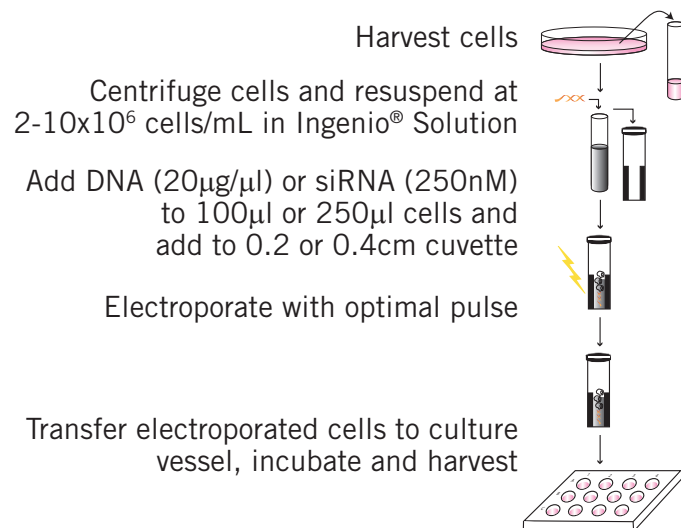 Harvest cells
Centrifuge cells and resuspend at
2-10x10⁶ cells/mL in Ingenio® Solution
Add DNA (20µg/µl) or siRNA (250nM)
to 100µl or 250µl cells and
add to 0.2 or 0.4cm cuvette
Electroporate with optimal pulse
Transfer electroporated cells to culture
vessel, incubate and harvest